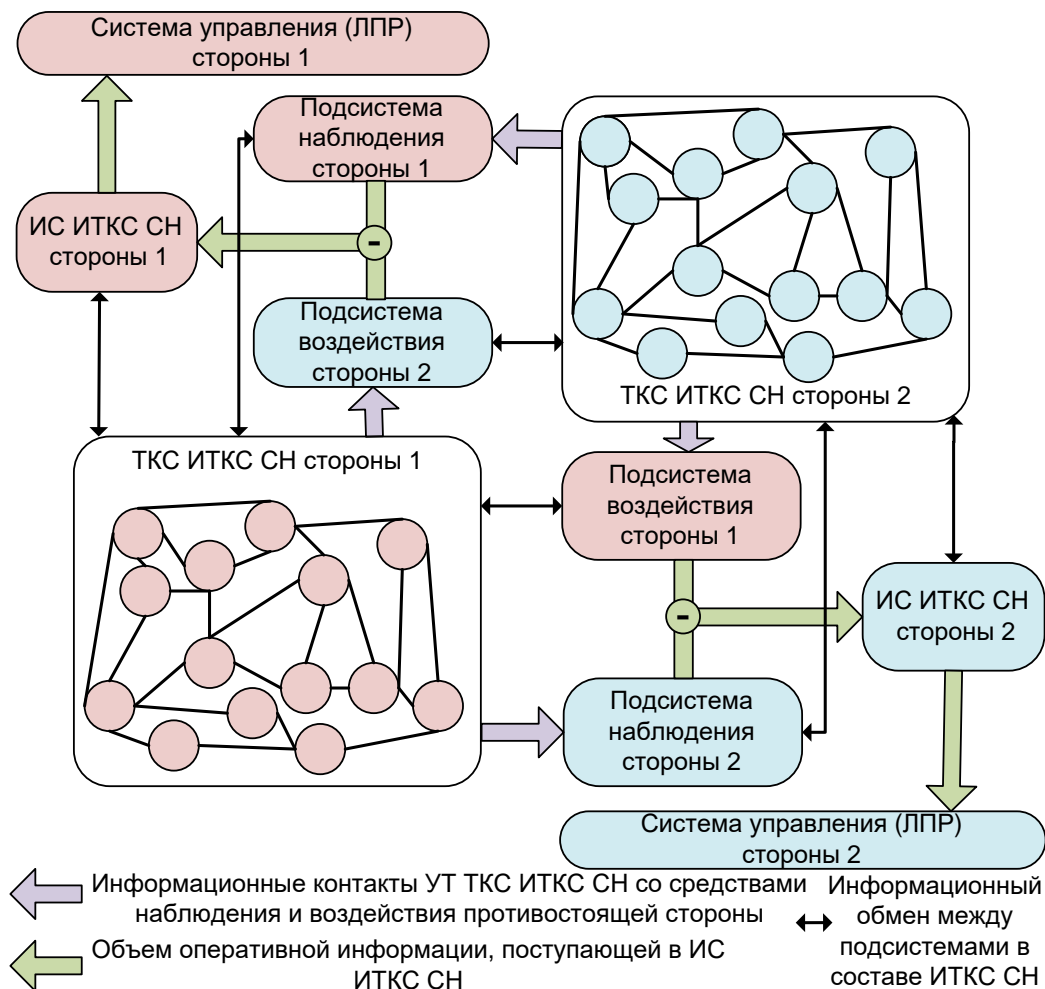 Система управления (ЛПР)
стороны 1
Подсистема
наблюдения
стороны 1
ИС ИТКС СН
стороны 1
-
Подсистема
воздействия
стороны 2
ТКС ИТКС СН стороны 2
ТКС ИТКС СН стороны 1
Подсистема
воздействия
стороны 1
-
ИС ИТКС СН
стороны 2
Подсистема
наблюдения
стороны 2
Система управления (ЛПР)
стороны 2
Информационные контакты УТ ТКС ИТКС СН со средствами
наблюдения и воздействия противостоящей стороны
Объем оперативной информации, поступающей в ИС
ИТКС СН
Информационный
обмен между
подсистемами в
составе ИТКС СН